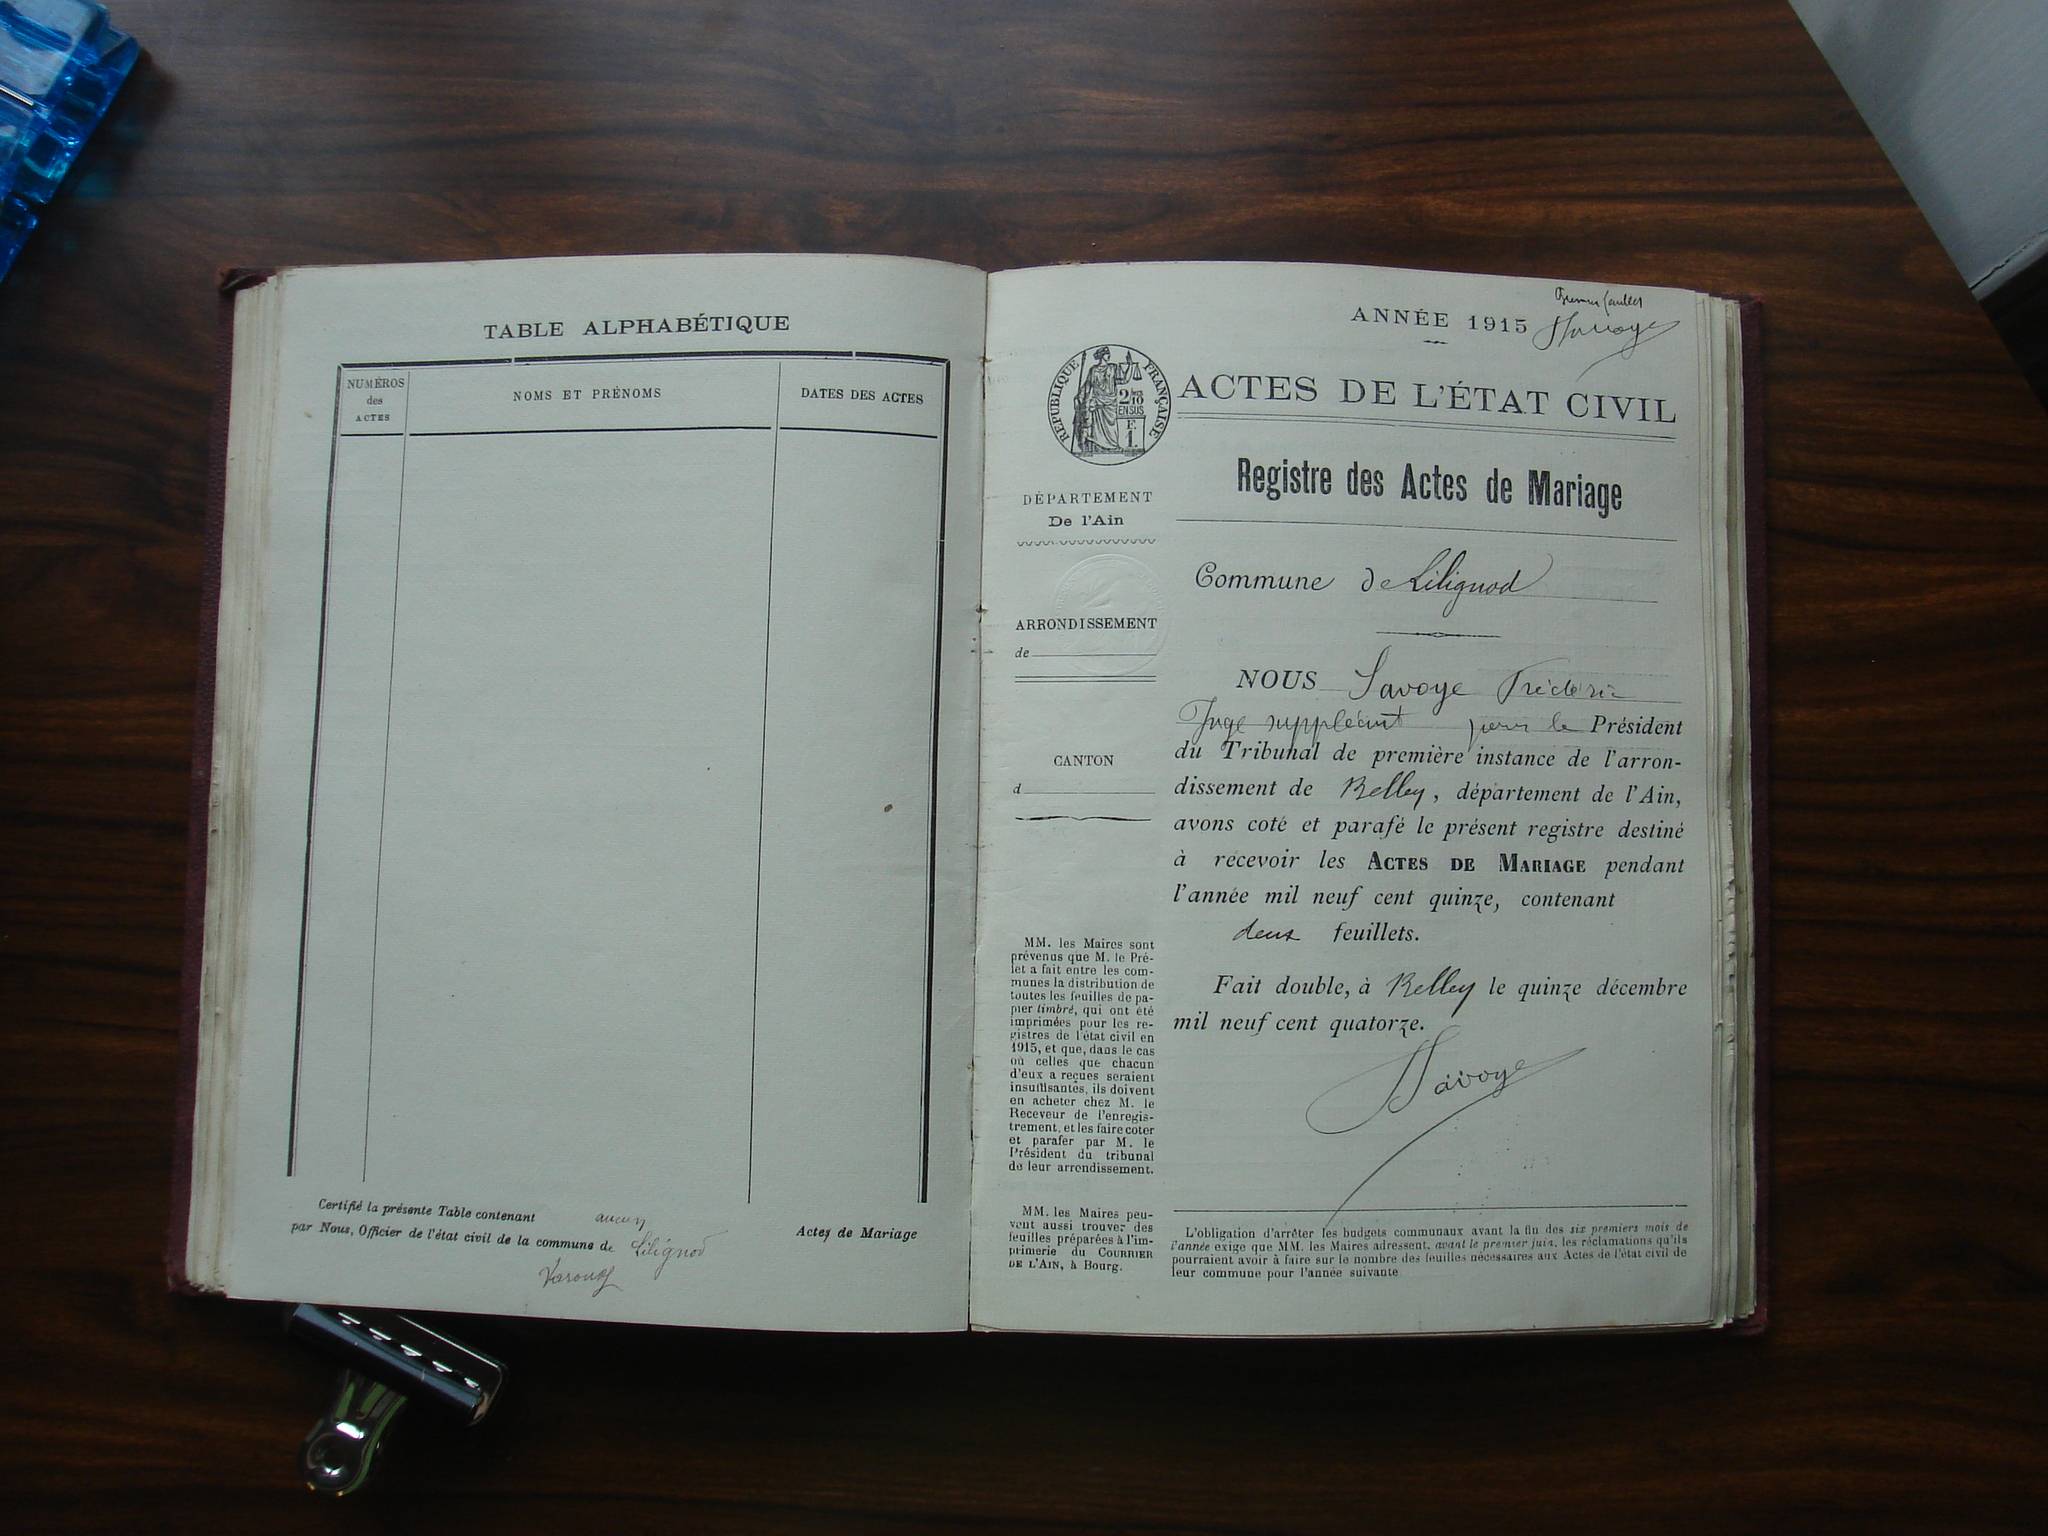 TABLE ALPHABÉTIQUE
NUMÉROS
des
ACTES
NOMS ET PRÉNOMS
DATES DES ACTES
Certifié la présente Table contenant aucun Actes de Mariage
par Nous, Officier de l'état civil de la commune de Lilignod
ANNÉE 1915
Premier feuillet
Savoye
RÉPUBLIQUE FRANÇAISE
2/10
EN SUS
F.
1.
ACTES DE L'ÉTAT CIVIL
Registre des Actes de Mariage
DÉPARTEMENT
De l'Ain
ARRONDISSEMENT
de
CANTON
d
MM. les Maires sont
prévenus que M. le Pré-
fet a fait entre les com-
munes la distribution de
toutes les feuilles de pa-
pier timbré, qui ont été
imprimées pour les re-
gistres de l'état civil en
1915, et que, dans le cas
où celles que chacun
d'eux a reçues seraient
insuffisantes, ils doivent
en acheter chez M. le
Receveur de l'enregis-
trement, et les faire coter
et parafer par M. le
Président du tribunal
de leur arrondissement.
MM. les Maires peu-
vent aussi trouver des
feuilles préparées à l'im-
primerie du COURRIER
DE L'AIN, à Bourg.
Commune de Lilignod
NOUS Savoye Frédéric
Juge suppléant pour le Président
du Tribunal de première instance de l'arron-
dissement de Belley, département de l'Ain,
avons coté et parafé le présent registre destiné
à recevoir les ACTES DE MARIAGE pendant
l'année mil neuf cent quinze, contenant
deux feuillets.
Fait double, à Belley le quinze décembre
mil neuf cent quatorze.
Savoye
L'obligation d'arrêter les budgets communaux avant la fin des six premiers mois de
l'année exige que MM. les Maires adressent, avant le premier juin, les réclamations qu'ils
pourraient avoir à faire sur le nombre des feuilles nécessaires aux Actes de l'état civil de
leur commune pour l'année suivante